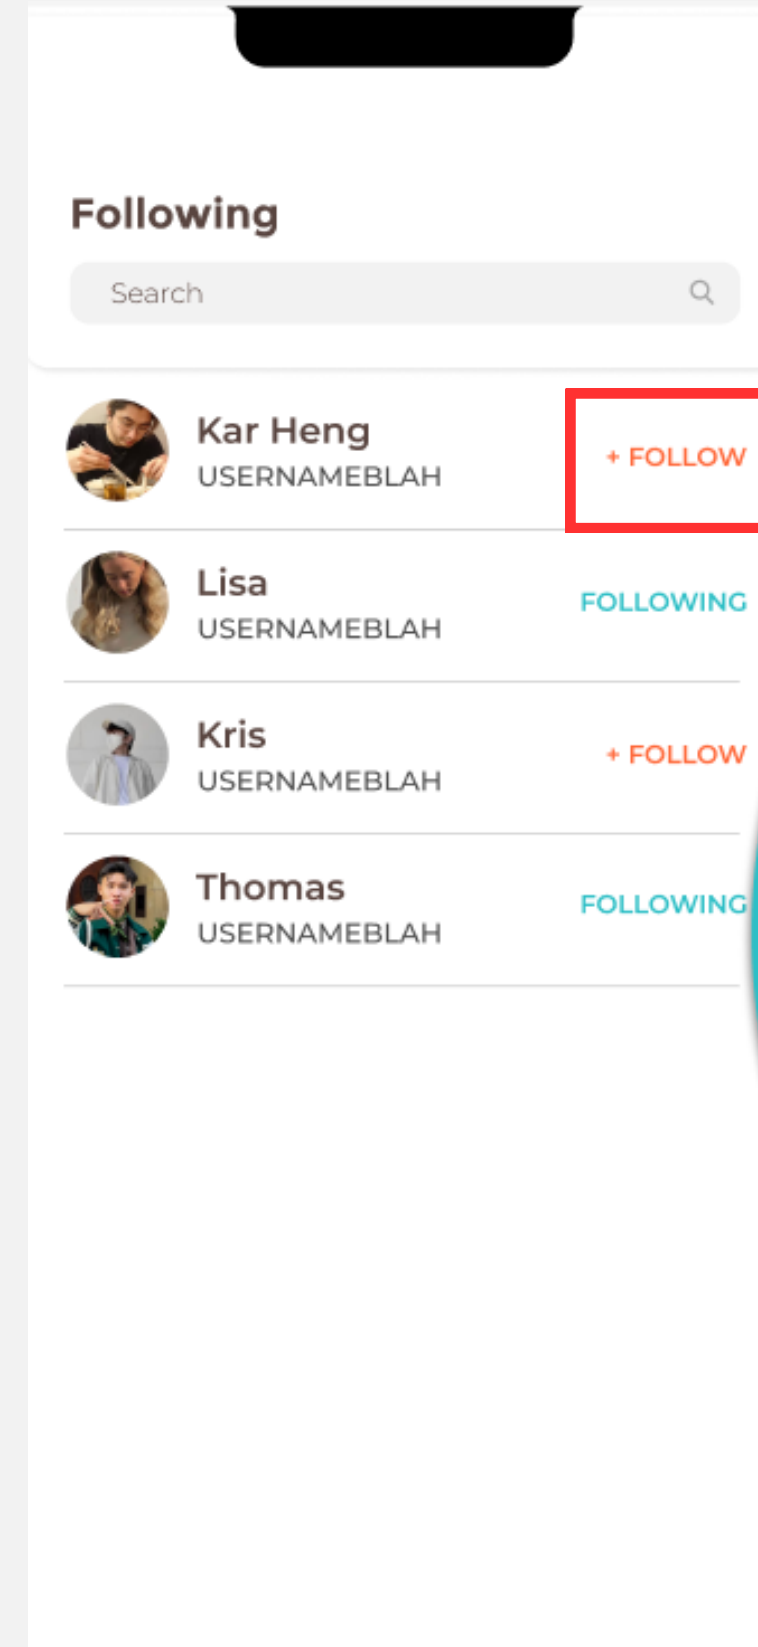 Following
Search
Kar Heng
USERNAMEBLAH
+ FOLLOW
Lisa
USERNAMEBLAH
FOLLOWING
Kris
USERNAMEBLAH
+ FOLLOW
Thomas
USERNAMEBLAH
FOLLOWING